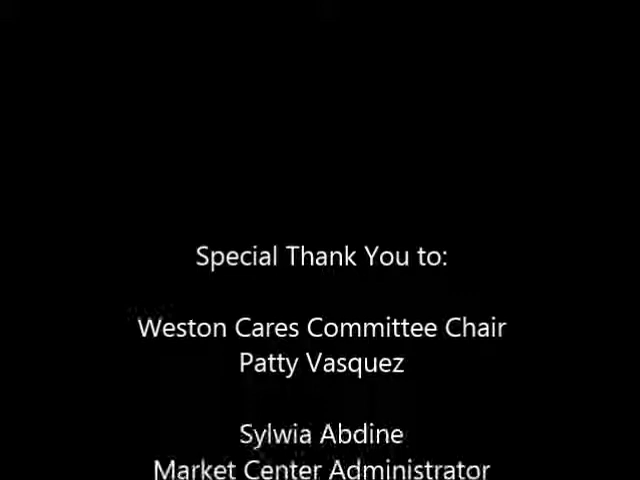 Special Thank You to:
Weston Cares Committee Chair
Patty Vasquez
Sylwia Abdine
Market Center Administrator